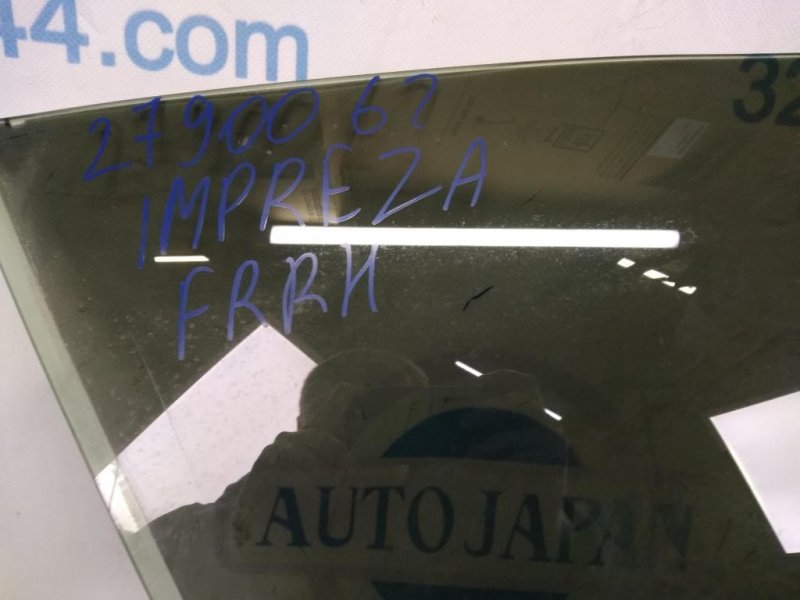 44.com
27900 67
IMPREZA
FRRH
32
AUTO JAPAN